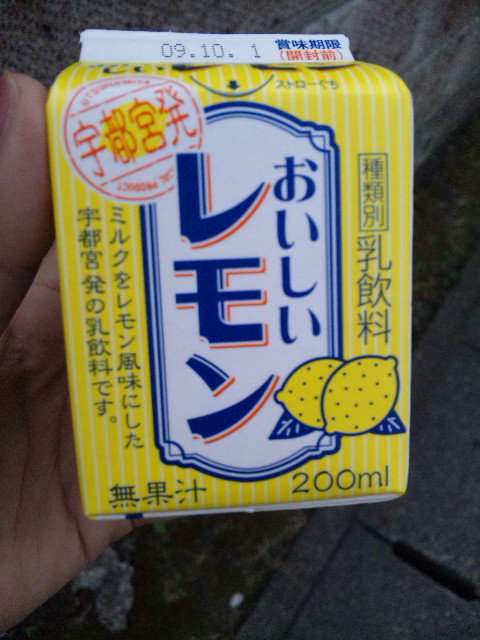 09.10. 1
賞味期限
(開封前)
ストローぐち
宇都宮発
種類別 乳飲料
おいしい
レモン
ミルクをレモン風味にした
宇都宮発の乳飲料です。
無果汁
200ml